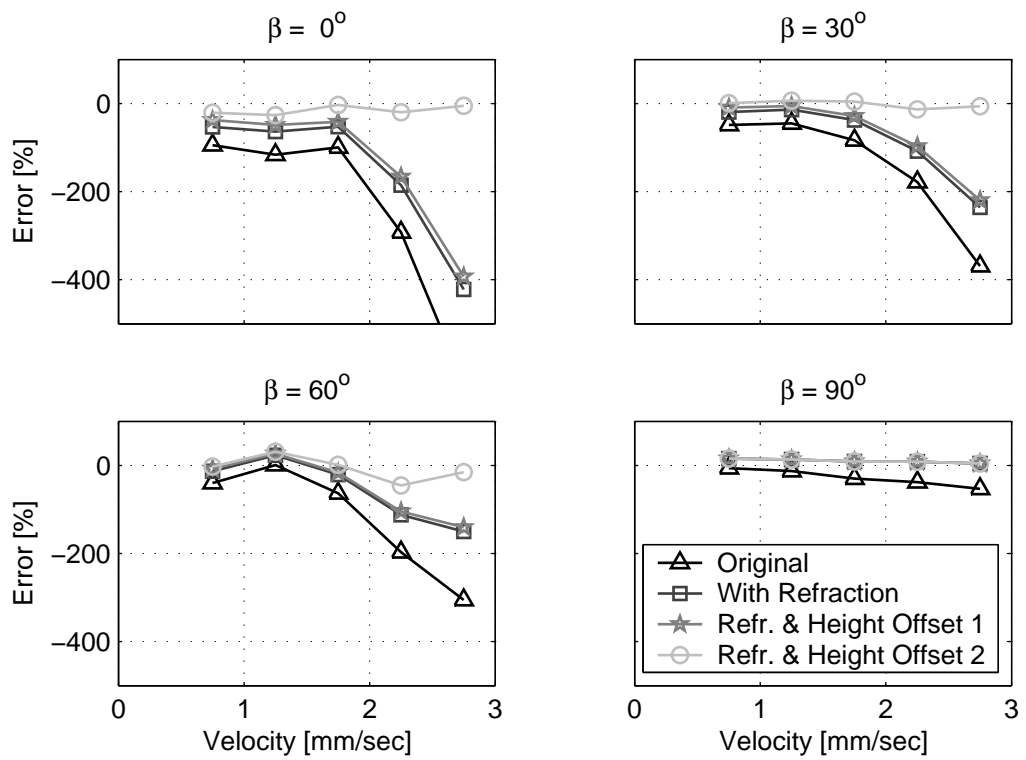 β = 0°
β = 30°
0
−200
−400
Error [%]
β = 60°
β = 90°
0
−200
−400
Error [%]
Original
With Refraction
Refr. & Height Offset 1
Refr. & Height Offset 2
0 1 2 3
0 1 2 3
Velocity [mm/sec]
Velocity [mm/sec]